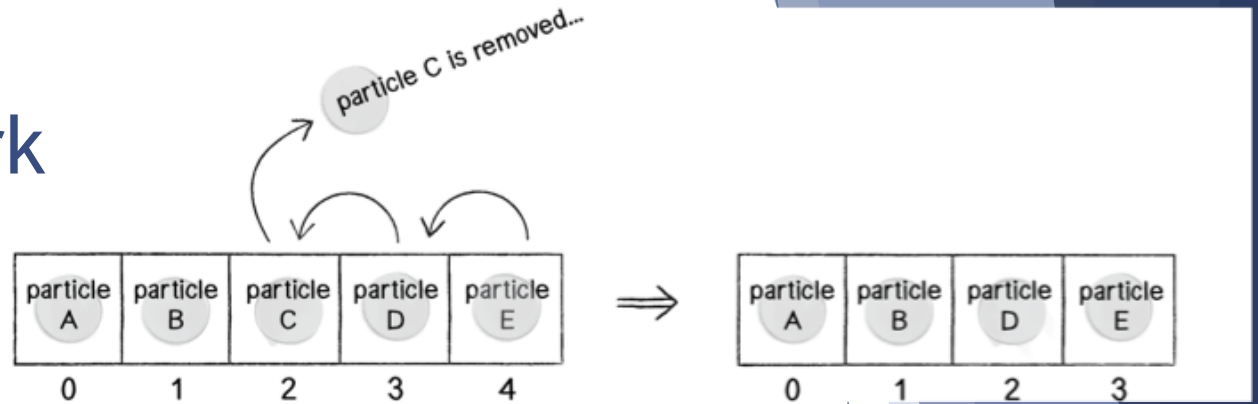 particle C is removed...
rk
particle particle particle particle particle
A B C D E
0 1 2 3 4
particle particle particle particle
A B D E
0 1 2 3